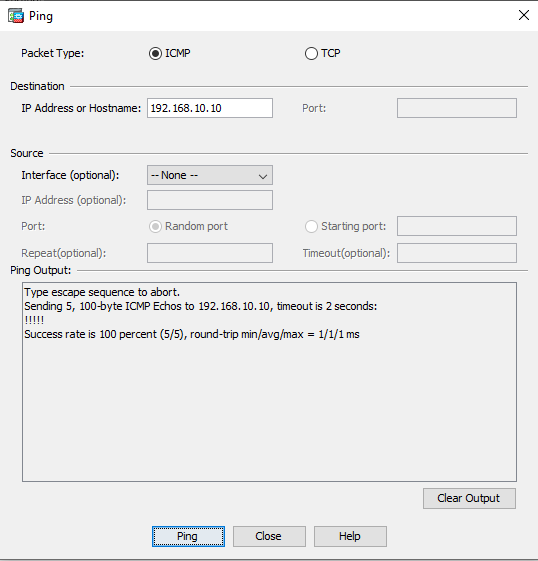 Ping
Packet Type: ICMP TCP
Destination
IP Address or Hostname: 192.168.10.10 Port:
Source
Interface (optional): -- None --
IP Address (optional):
Port: Random port Starting port:
Repeat(optional): Timeout(optional):
Ping Output:
Type escape sequence to abort.
Sending 5, 100-byte ICMP Echos to 192.168.10.10, timeout is 2 seconds:
!!!!!
Success rate is 100 percent (5/5), round-trip min/avg/max = 1/1/1 ms
Clear Output
Ping Close Help